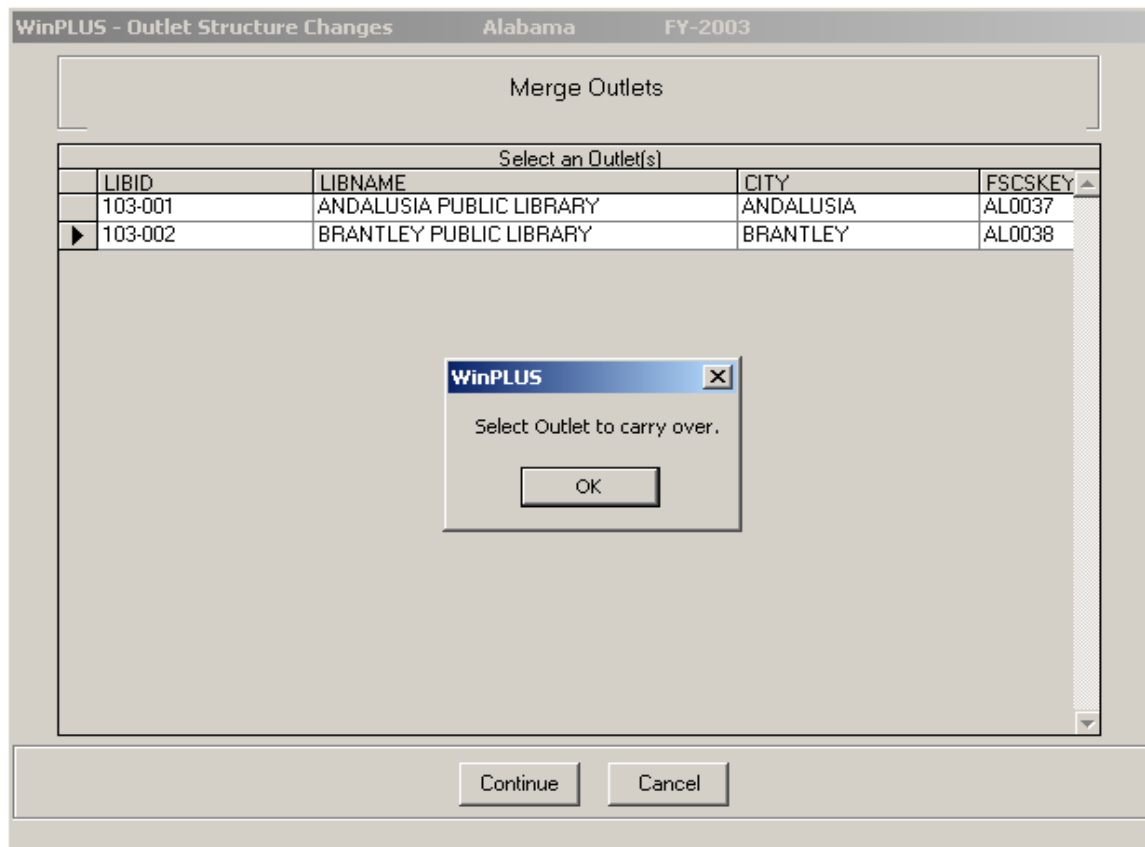 WinPLUS - Outlet Structure Changes Alabama FY-2003
Merge Outlets
Select an Outlet(s)
LIBID LIBNAME CITY FSCSKEY
103-001 ANDALUSIA PUBLIC LIBRARY ANDALUSIA AL0037
103-002 BRANTLEY PUBLIC LIBRARY BRANTLEY AL0038
WinPLUS
Select Outlet to carry over.
OK
Continue Cancel